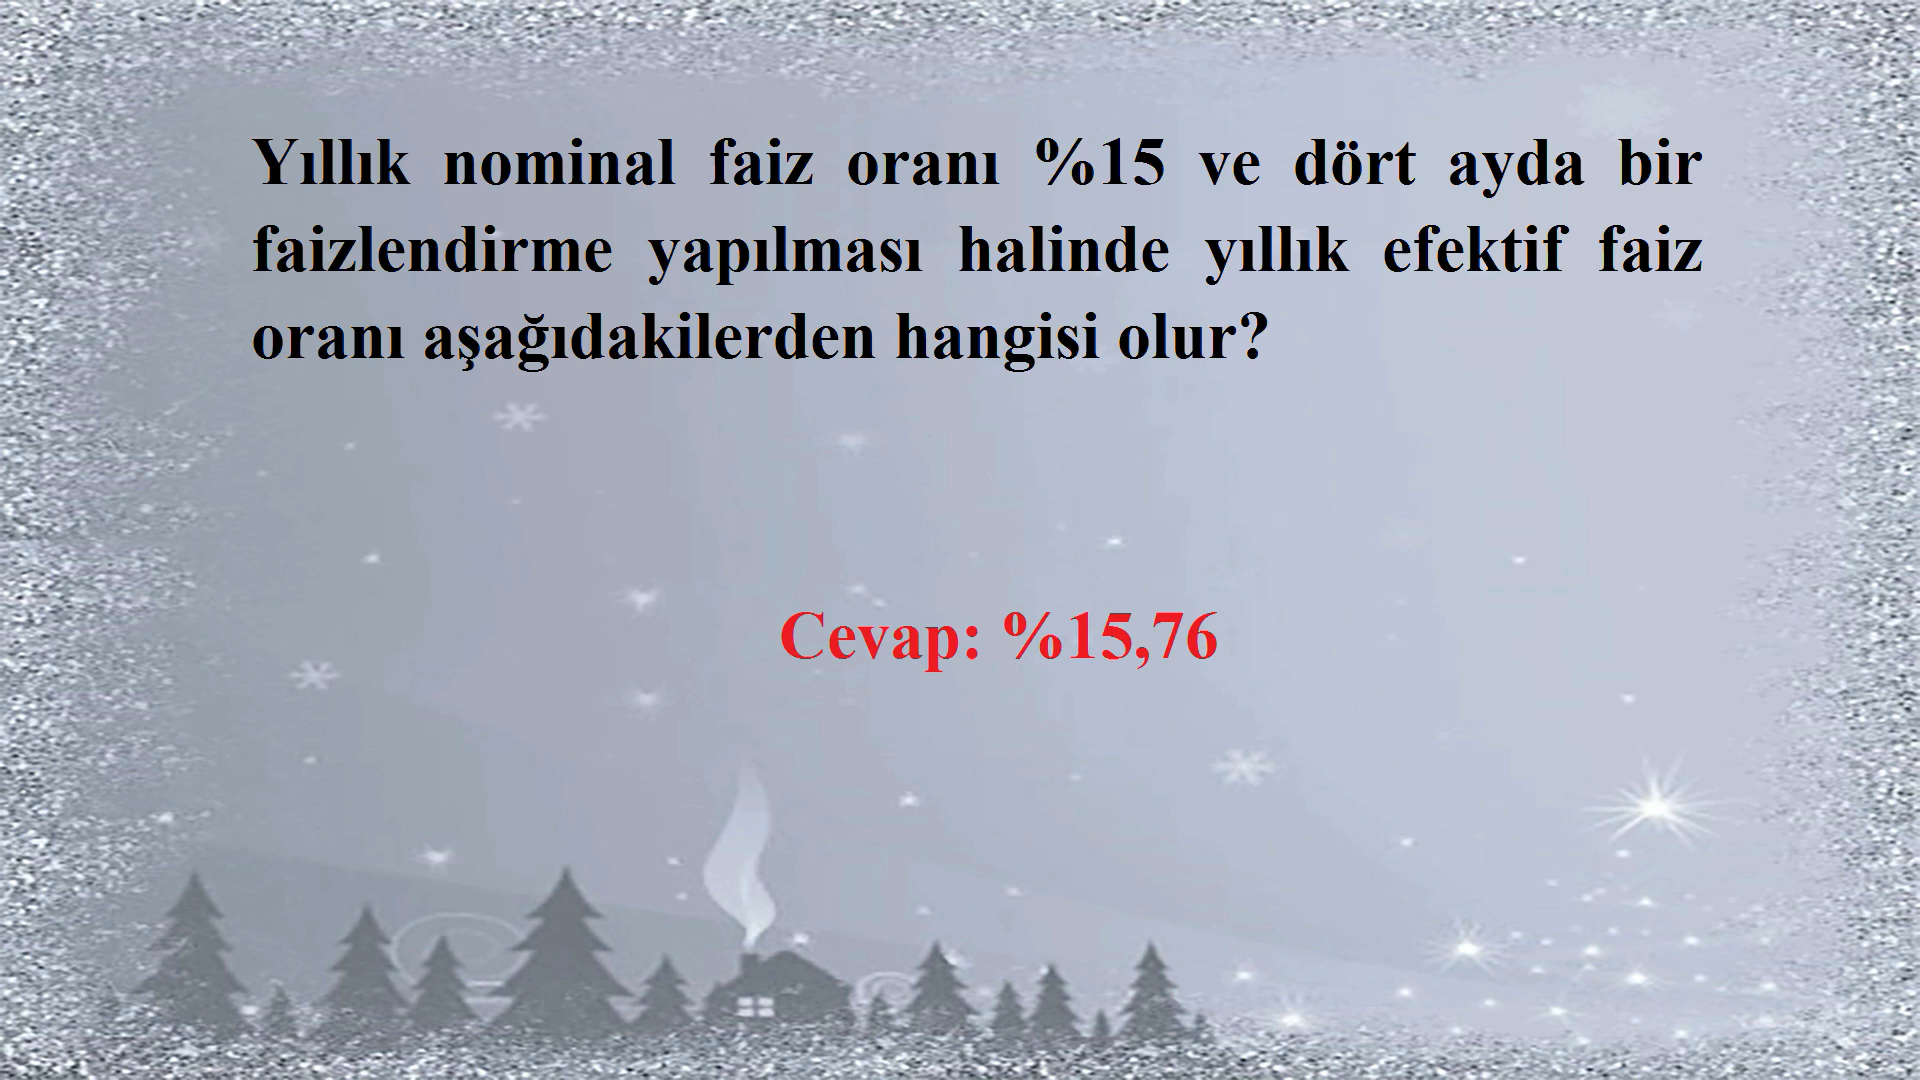 Yıllık nominal faiz oranı %15 ve dört ayda bir
faizlendirme yapılması halinde yıllık efektif faiz
oranı aşağıdakilerden hangisi olur?
Cevap: %15,76